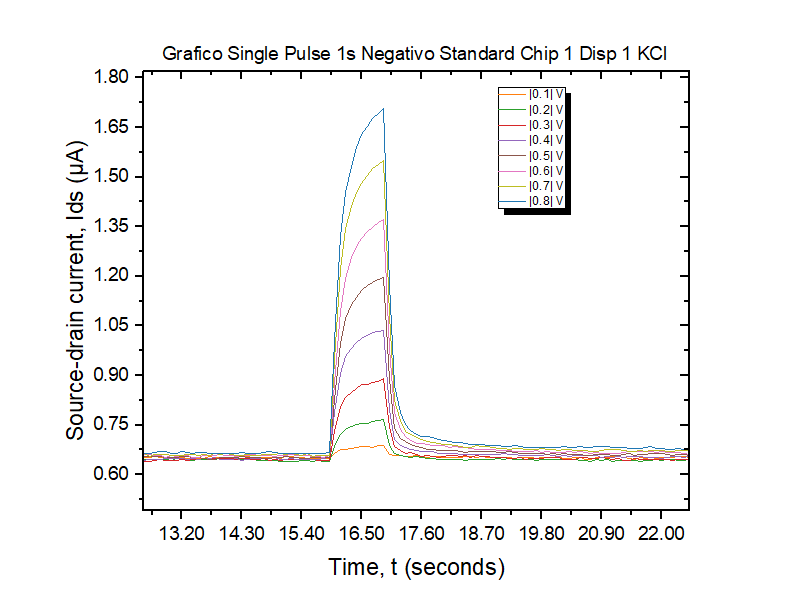 Grafico Single Pulse 1s Negativo Standard Chip 1 Disp 1 KCl
1.80
1.65
1.50
1.35
1.20
1.05
0.90
0.75
0.60
Source-drain current, Ids (µA)
|0.1| V
|0.2| V
|0.3| V
|0.4| V
|0.5| V
|0.6| V
|0.7| V
|0.8| V
13.20 14.30 15.40 16.50 17.60 18.70 19.80 20.90 22.00
Time, t (seconds)